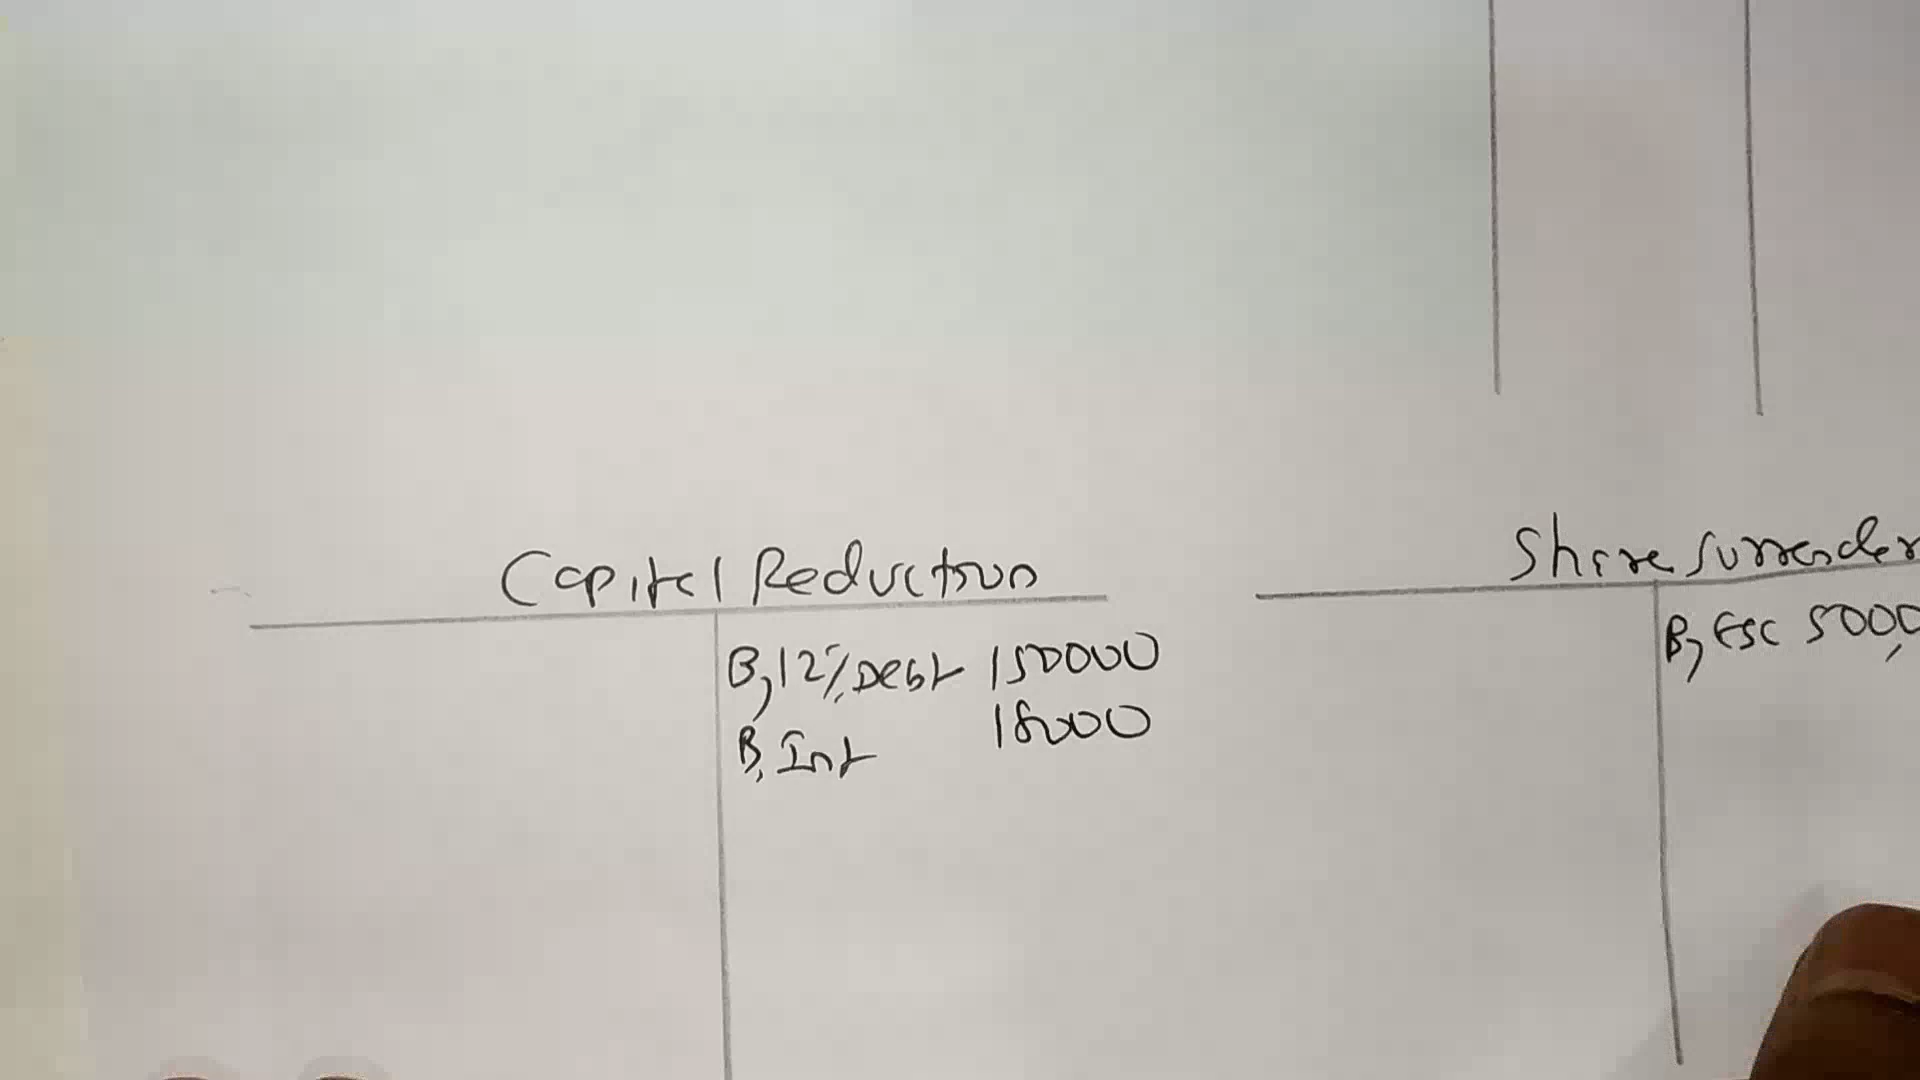 Capital Reduction
By 12% Debt 150000
By Int 18000
Share Surrender
By ESC 5000